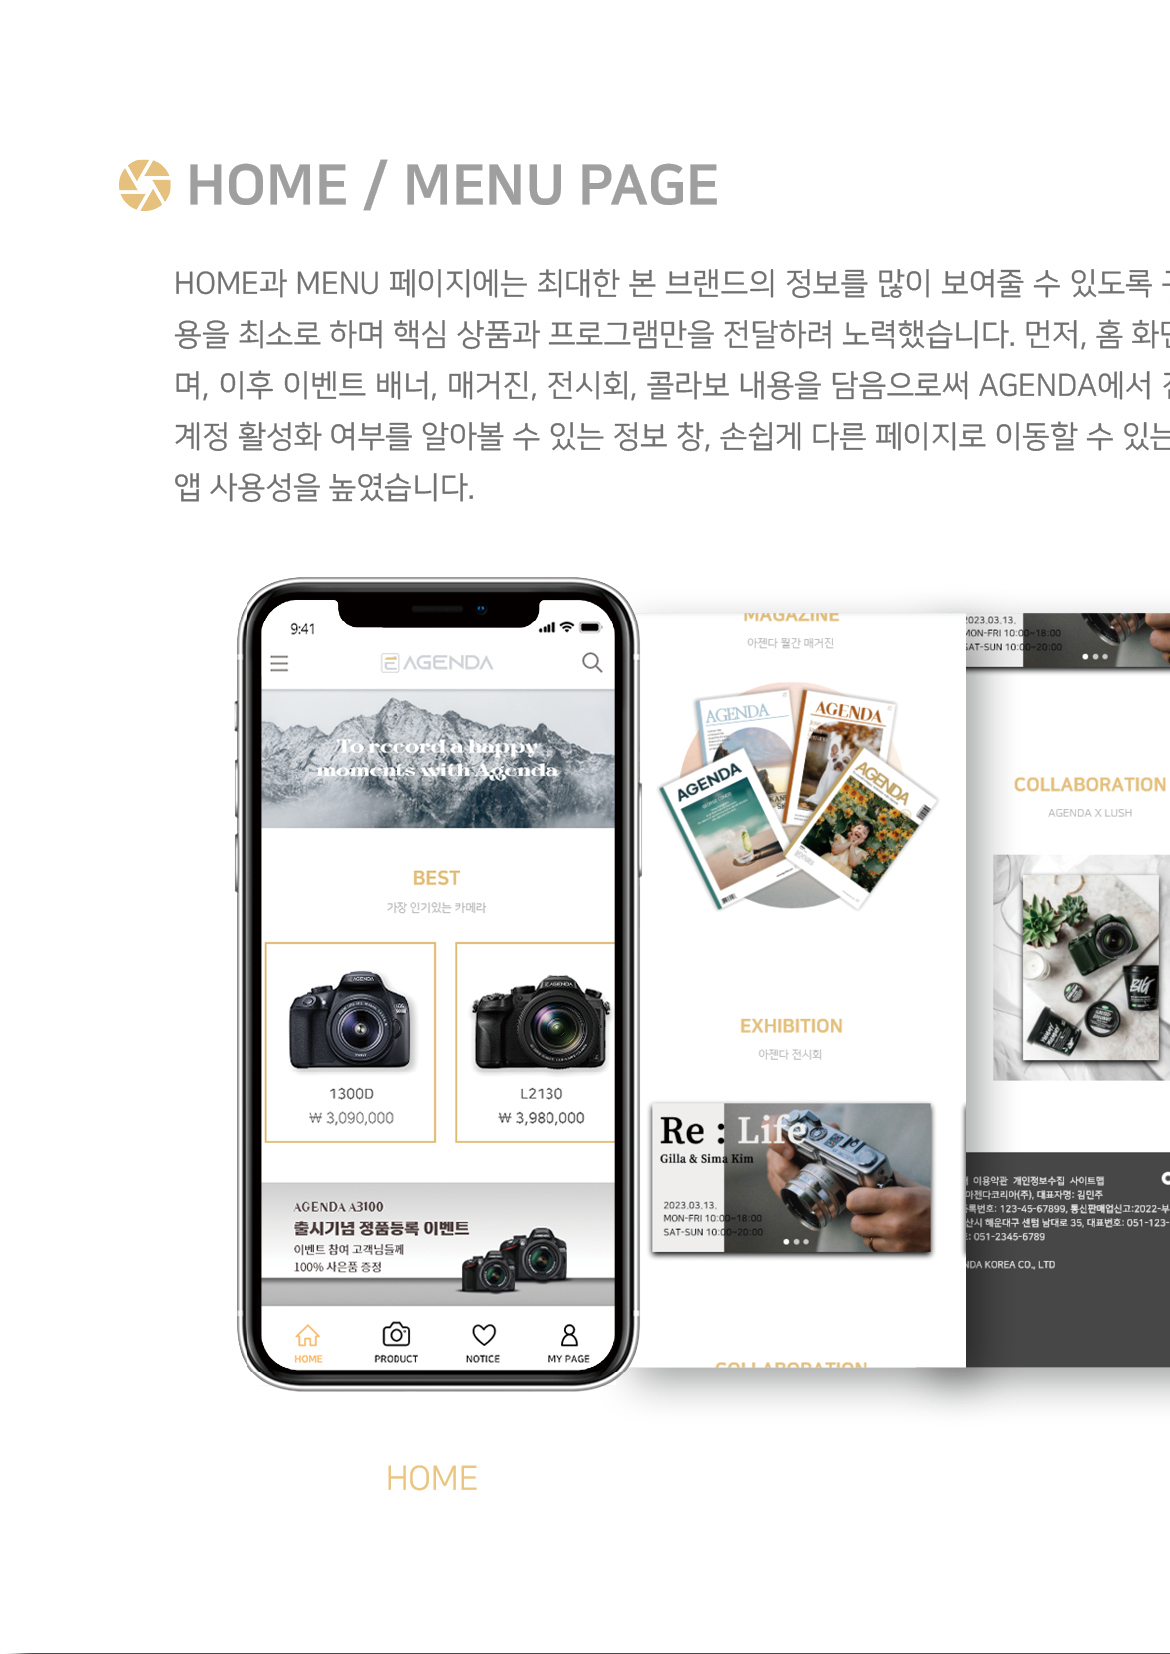 HOME / MENU PAGE
HOME과 MENU 페이지에는 최대한 본 브랜드의 정보를 많이 보여줄 수 있도록
용을 최소로 하며 핵심 상품과 프로그램만을 전달하려 노력했습니다. 먼저, 홈
며, 이후 이벤트 배너, 매거진, 전시회, 콜라보 내용을 담음으로써 AGENDA에서
계정 활성화 여부를 알아볼 수 있는 정보 창, 손쉽게 다른 페이지로 이동할 수 있는
앱 사용성을 높였습니다.
9:41
AGENDA
To record a happy
moments with Agenda
BEST
가장 인기있는 카메라
1300D
₩ 3,090,000
L2130
₩ 3,980,000
AGENDA A3100
출시기념 정품등록 이벤트
이벤트 참여 고객님들께
100% 사은품 증정
HOME
PRODUCT
NOTICE
MY PAGE
MAGAZINE
아젠다 월간 매거진
AGENDA
AGENDA
AGENDA
AGENDA
EXHIBITION
아젠다 전시회
Re : Life
Gilla & Sima Kim
2023.03.13.
MON-FRI 10:00~18:00
SAT-SUN 10:00~20:00
COLLABORATION
2023.03.13.
MON-FRI 10:00~18:00
SAT-SUN 10:00~20:00
COLLABORATION
AGENDA X LUSH
BIG
이용약관 개인정보수집 사이트맵
아젠다코리아(주), 대표자명: 김민주
록번호: 123-45-67899, 통신판매업신고:2022-부
산시 해운대구 센텀 남대로 35, 대표번호: 051-123-
: 051-2345-6789
NDA KOREA CO., LTD
HOME